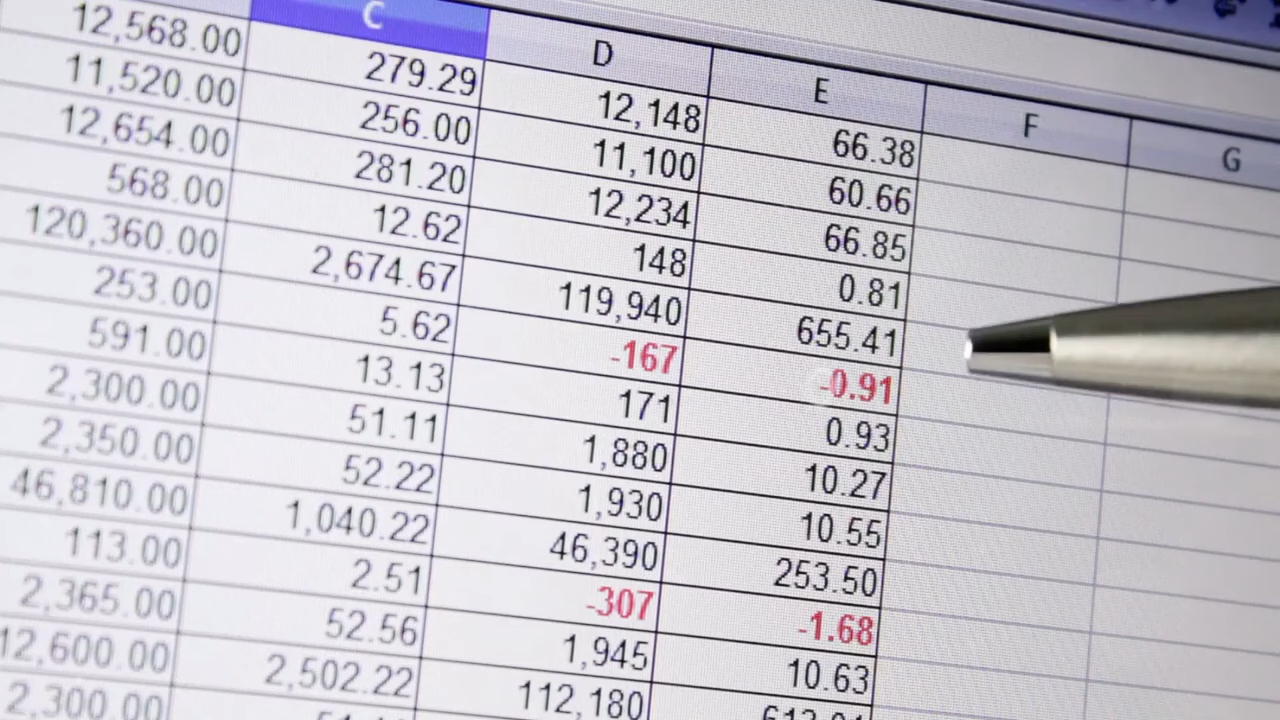 C D E F G
12,568.00 279.29 12,148 66.38
11,520.00 256.00 11,100 60.66
12,654.00 281.20 12,234 66.85
568.00 12.62 148 0.81
120,360.00 2,674.67 119,940 655.41
253.00 5.62 -167 -0.91
591.00 13.13 171 0.93
2,300.00 51.11 1,880 10.27
2,350.00 52.22 1,930 10.55
46,810.00 1,040.22 46,390 253.50
113.00 2.51 -307 -1.68
2,365.00 52.56 1,945 10.63
12,600.00 2,502.22 112,180
2,300.00